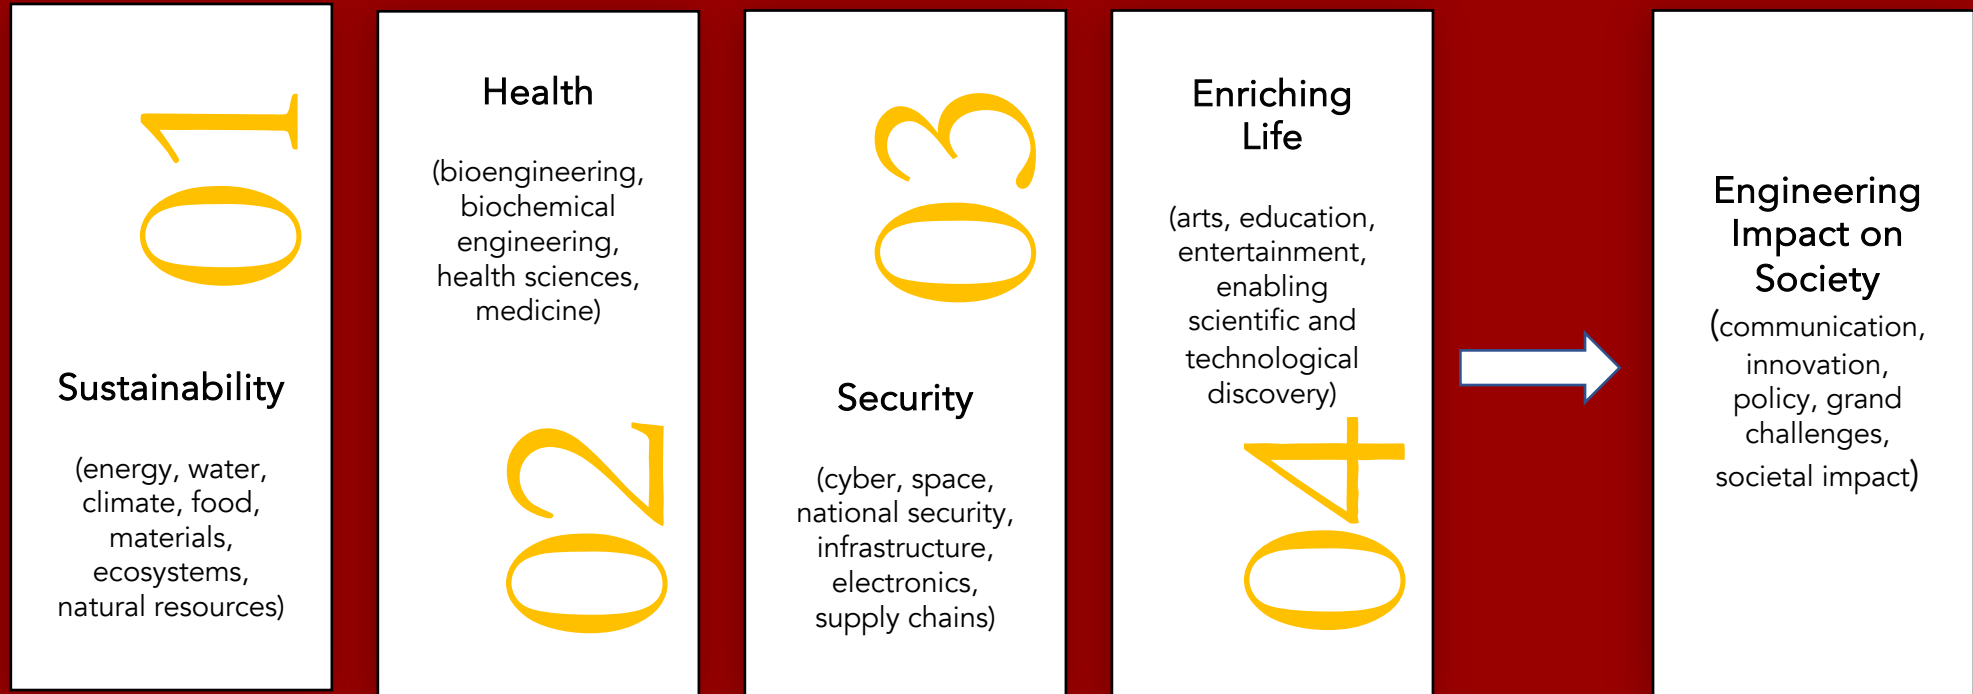 01
Sustainability
(energy, water,
climate, food,
materials,
ecosystems,
natural resources)
Health
(bioengineering,
biochemical
engineering,
health sciences,
medicine)
02
03
Security
(cyber, space,
national security,
infrastructure,
electronics,
supply chains)
Enriching
Life
(arts, education,
entertainment,
enabling
scientific and
technological
discovery)
04
Engineering
Impact on
Society
(communication,
innovation,
policy, grand
challenges,
societal impact)